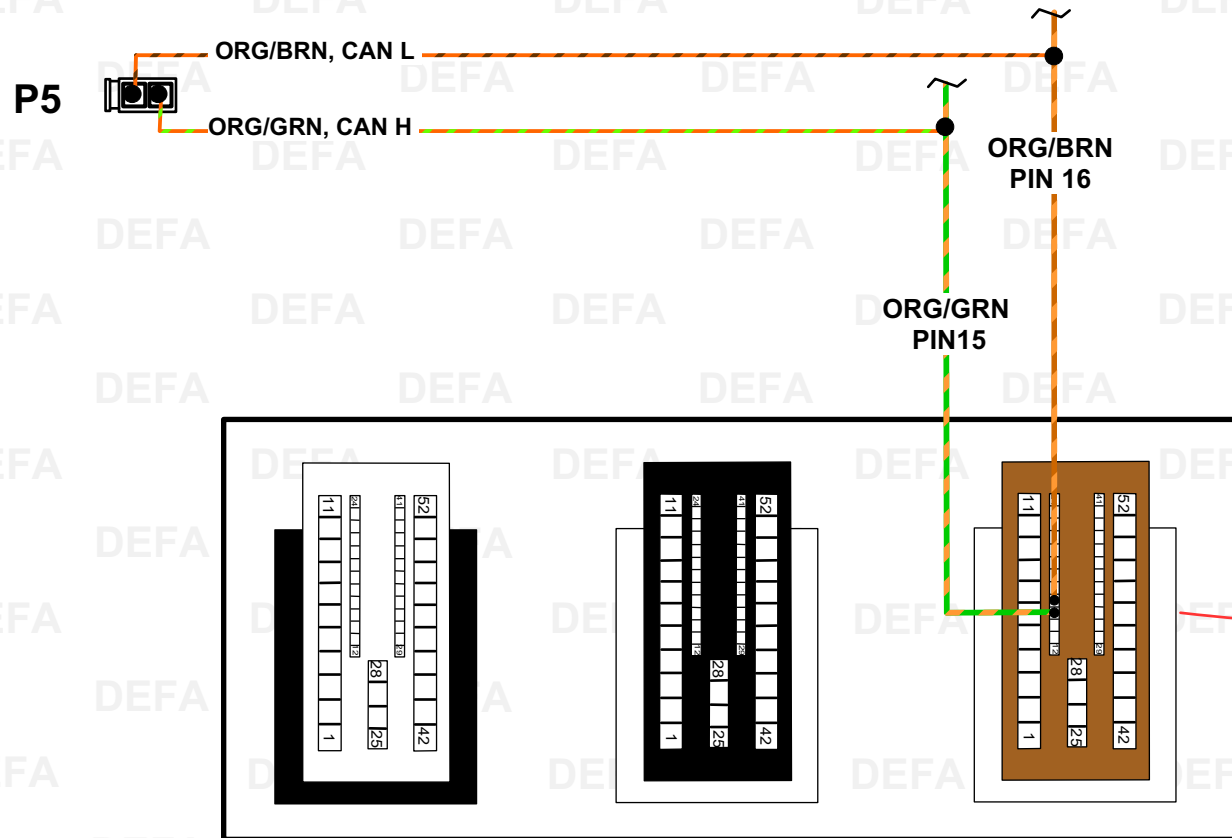 ORG/BRN, CAN L
P5
ORG/GRN, CAN H
ORG/BRN
PIN 16
ORG/GRN
PIN15
11 24 41 52
12 29
28
1 25 42
11 24 41 52
12 29
28
1 25 42
11 41 52
12 29
28
1 25 42
DEFA